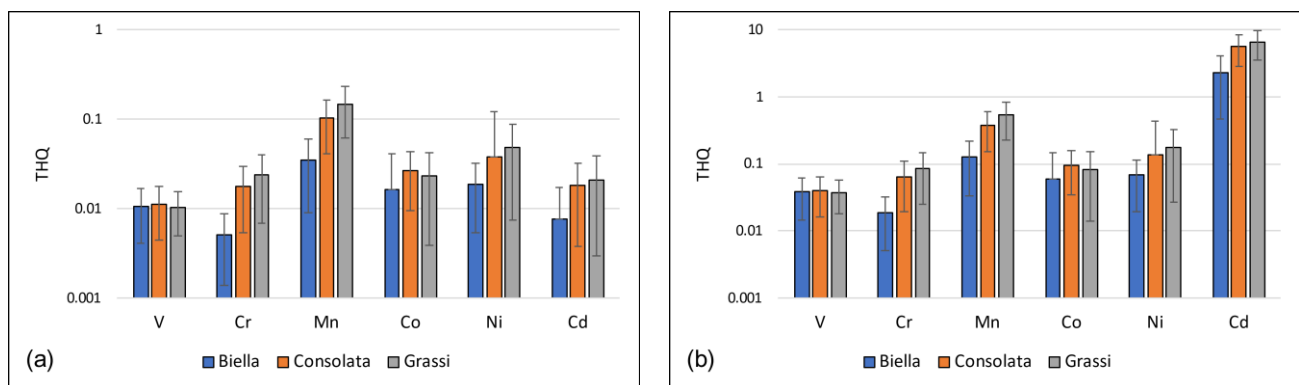 1
0.1
0.01
0.001
THQ
V Cr Mn Co Ni Cd
(a)
Biella Consolata Grassi
10
1
0.1
0.01
0.001
THQ
V Cr Mn Co Ni Cd
(b)
Biella Consolata Grassi